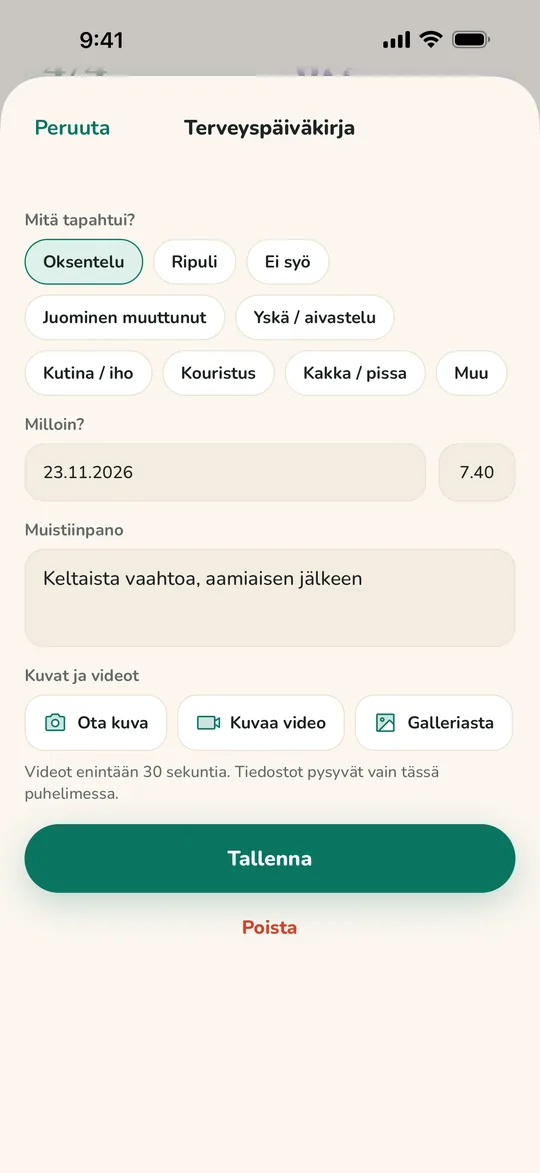 9:41
Peruuta Terveyspäiväkirja
Mitä tapahtui?
Oksentelu Ripuli Ei syö
Juominen muuttunut Yskä / aivastelu
Kutina / iho Kouristus Kakka / pissa Muu
Milloin?
23.11.2026 7.40
Muistiinpano
Keltaista vaahtoa, aamiaisen jälkeen
Kuvat ja videot
Ota kuva Kuvaa video Galleriasta
Videot enintään 30 sekuntia. Tiedostot pysyvät vain tässä
puhelimessa.
Tallenna
Poista